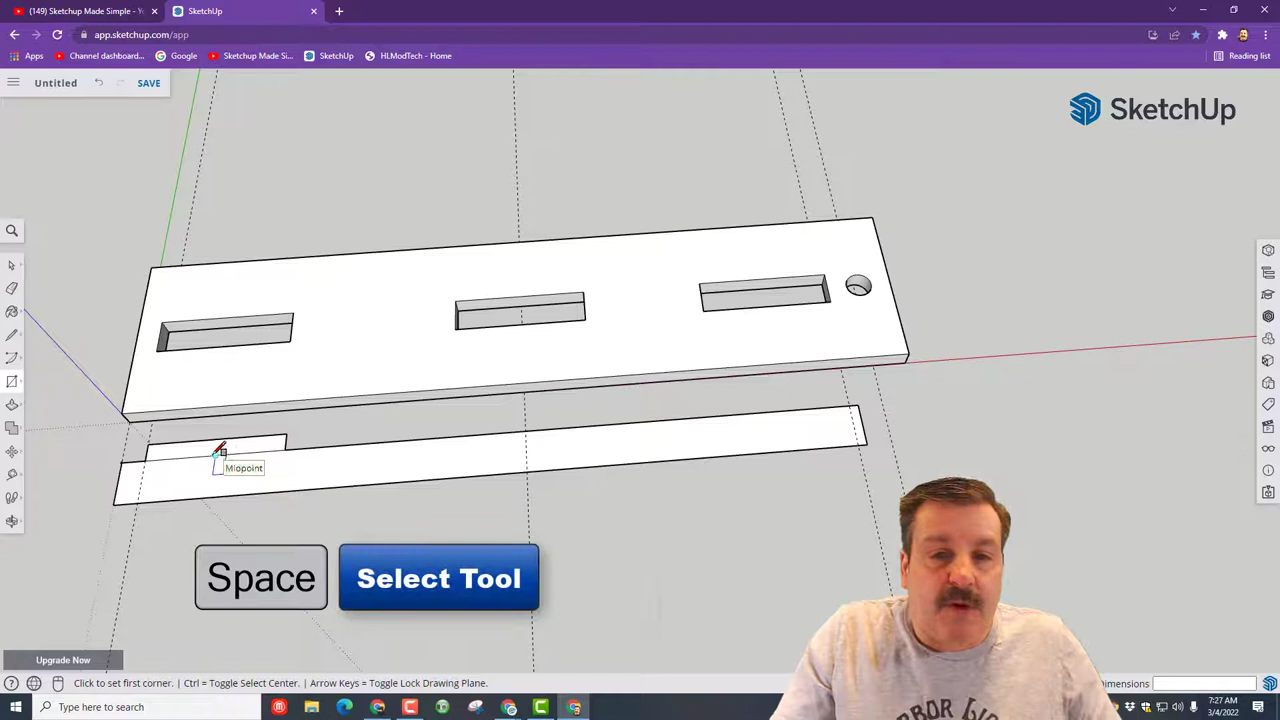 (149) Sketchup Made Simple - Yo
SketchUp
app.sketchup.com/app
Apps
Channel dashboard...
Google
Sketchup Made Si...
SketchUp
HLModTech - Home
Reading list
Untitled
SAVE
SketchUp
Midpoint
Space
Select Tool
Upgrade Now
Click to set first corner. | Ctrl = Toggle Select Center. | Arrow Keys = Toggle Lock Drawing Plane.
Dimensions
Type here to search
7:27 AM
3/4/2022